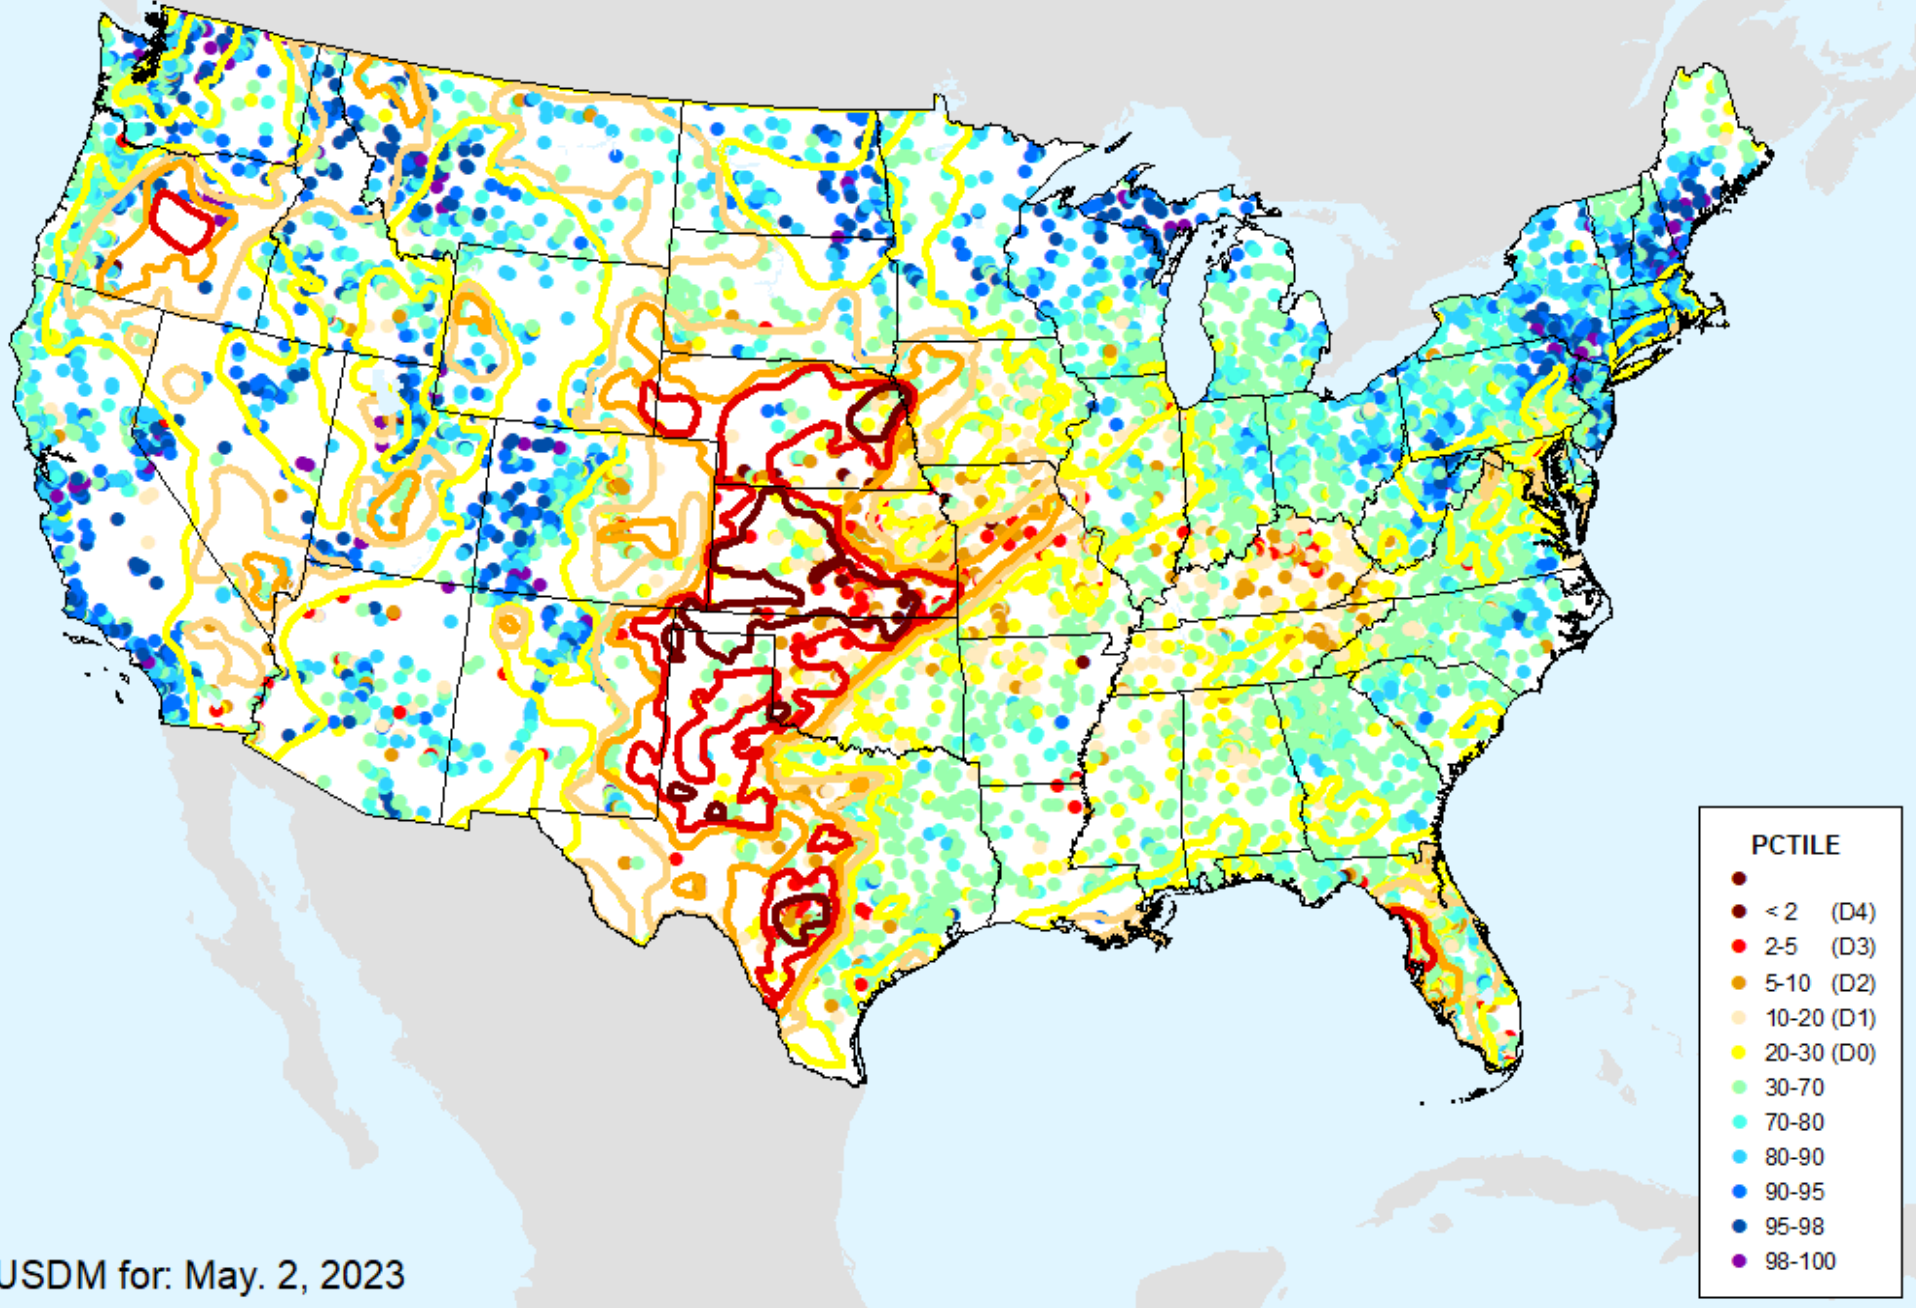 PCTILE
< 2 (D4)
2-5 (D3)
5-10 (D2)
10-20 (D1)
20-30 (D0)
30-70
70-80
80-90
90-95
95-98
98-100
USDM for: May. 2, 2023